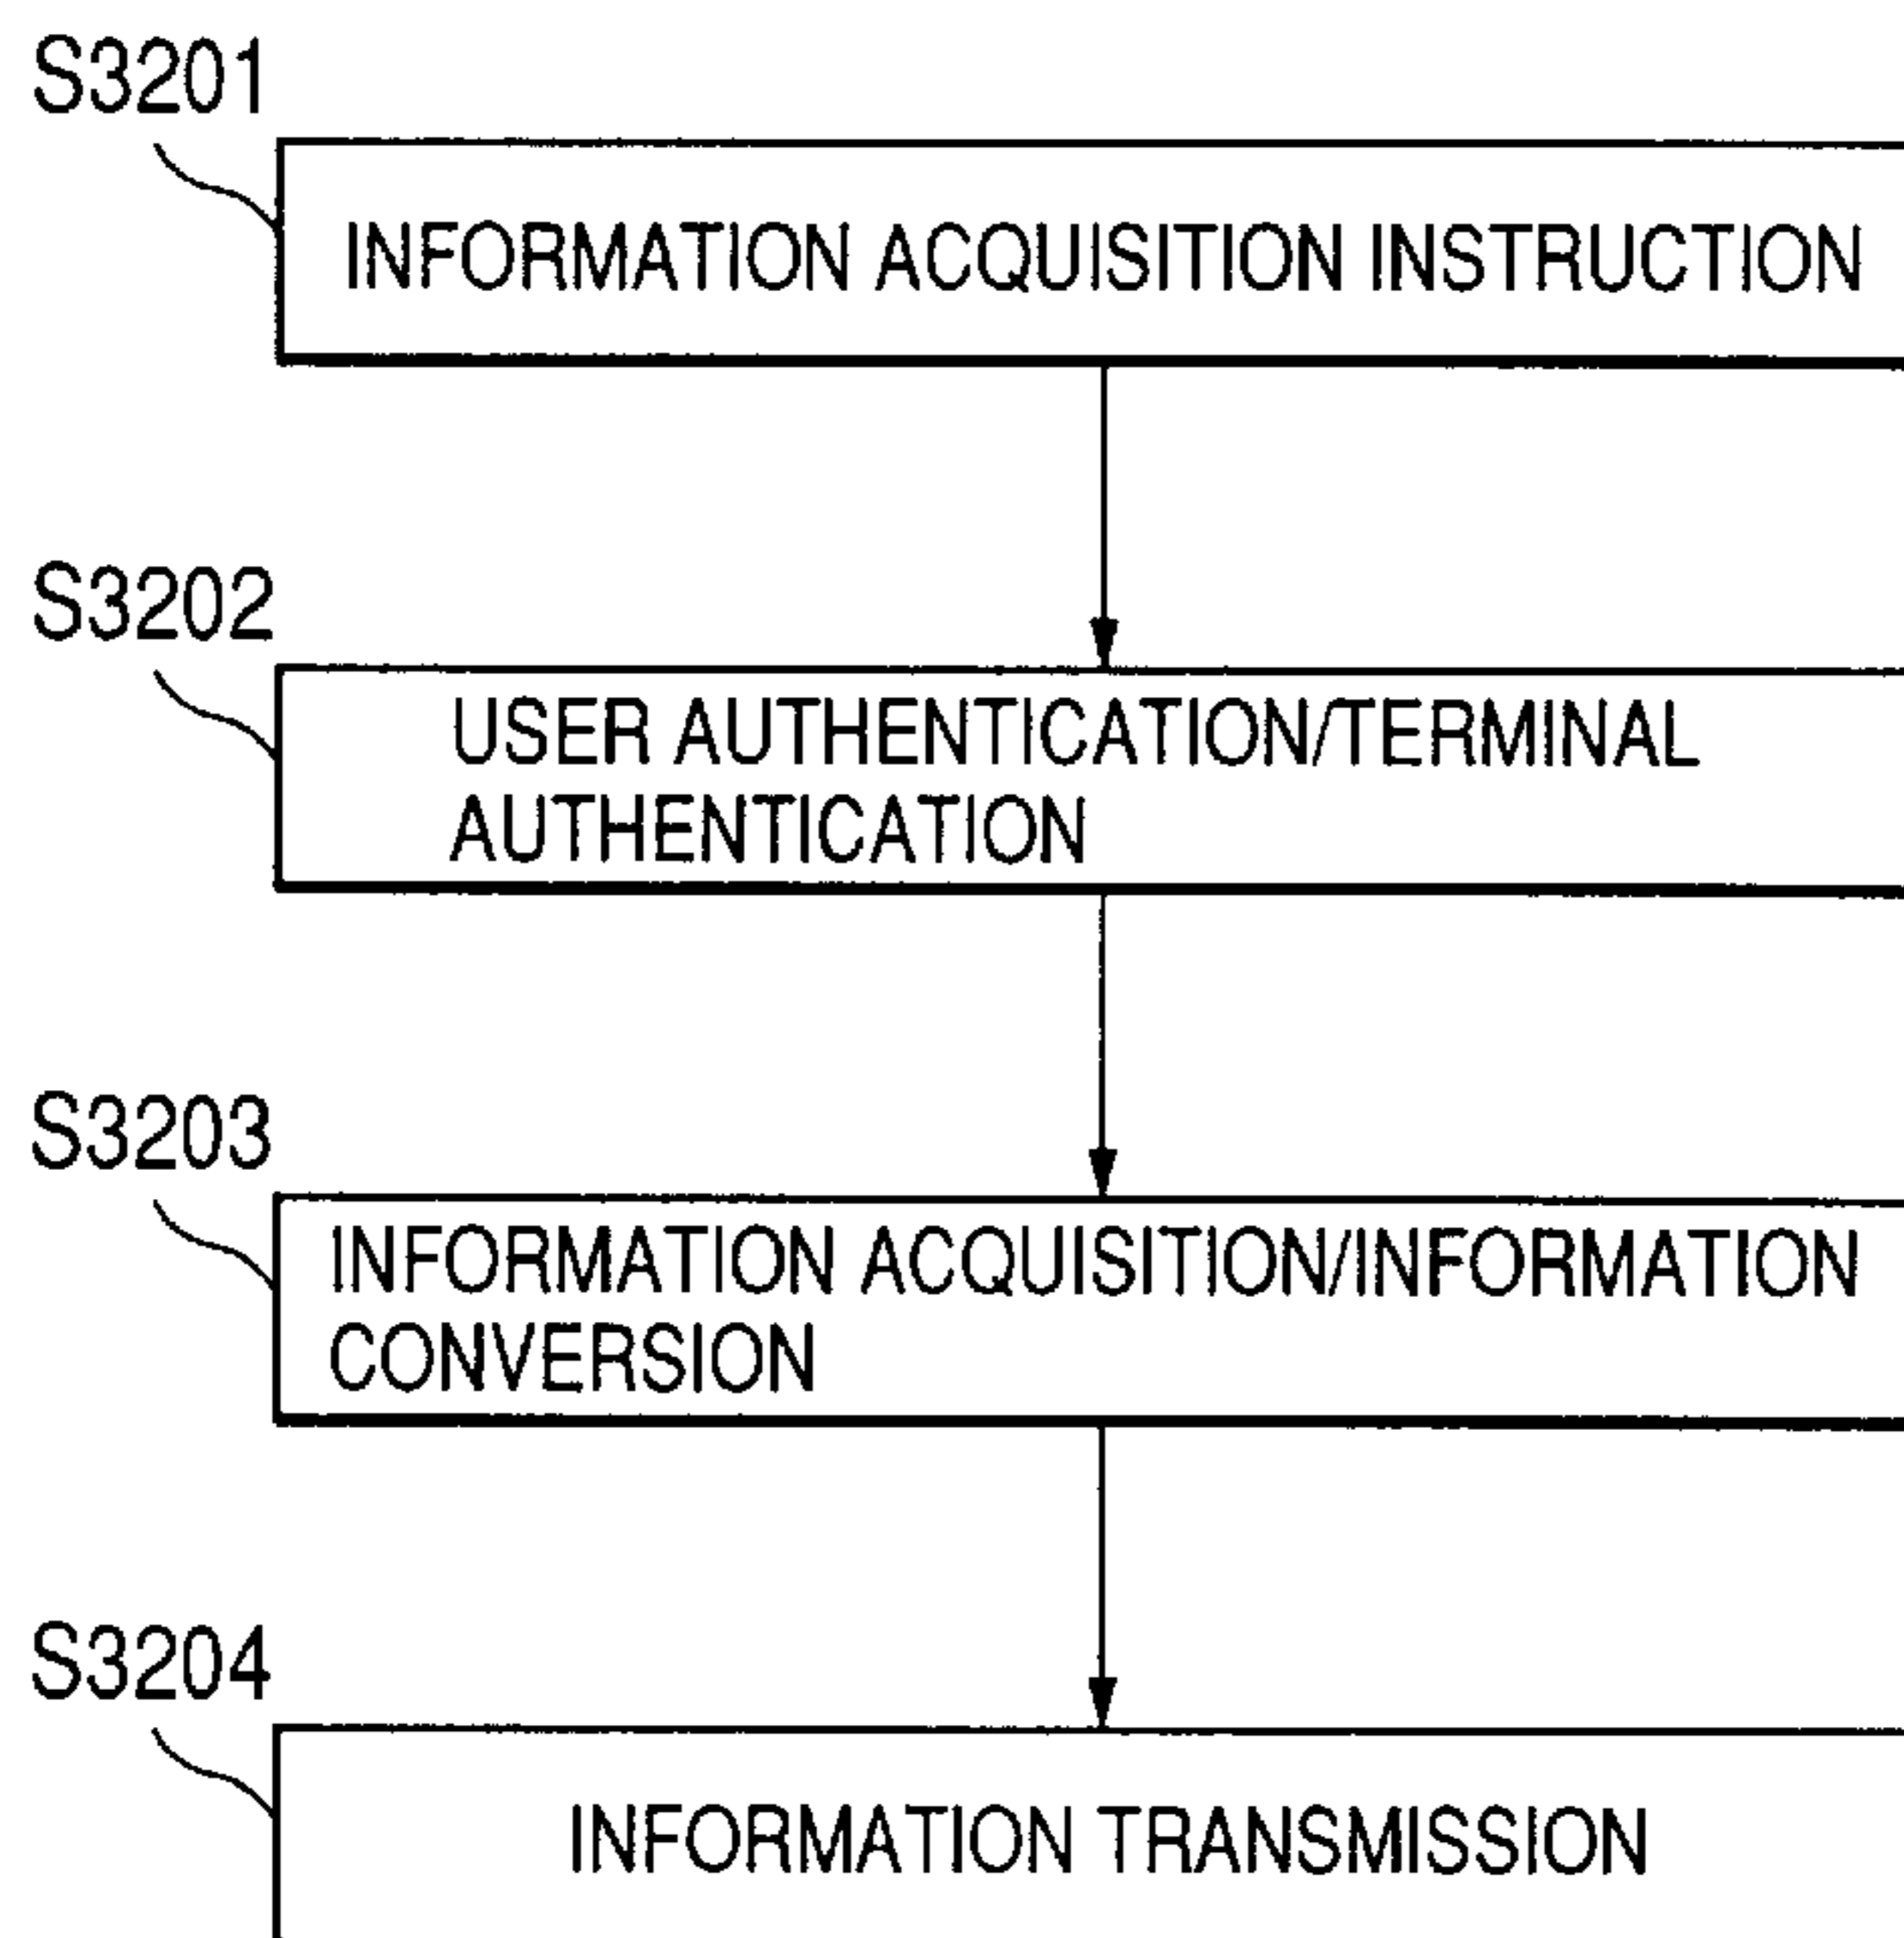 S3201
INFORMATION ACQUISITION INSTRUCTION
S3202
USER AUTHENTICATION/TERMINAL
AUTHENTICATION
S3203
INFORMATION ACQUISITION/INFORMATION
CONVERSION
S3204
INFORMATION TRANSMISSION